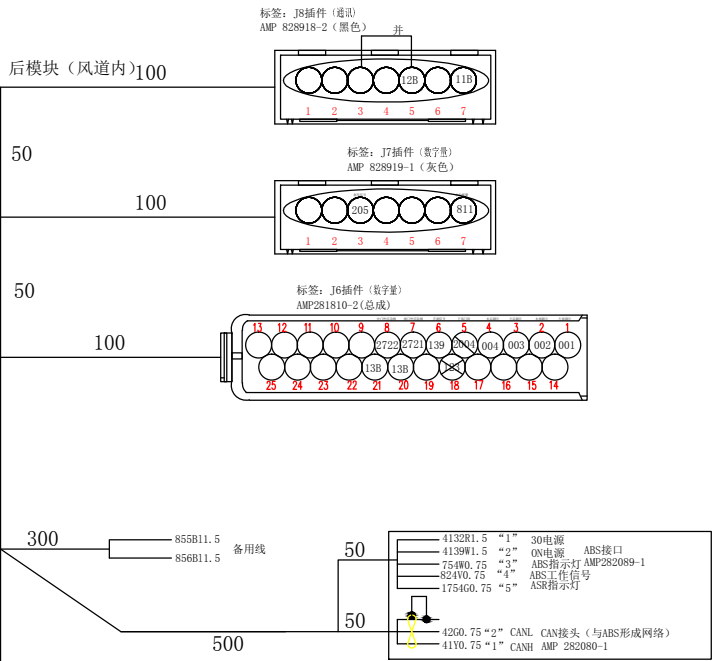 标签：J8插件（通讯）
AMP 828918-2（黑色）
并
后模块（风道内）
100
12B 11B
1 2 3 4 5 6 7
50
标签：J7插件（数字量）
AMP 828919-1（灰色）
100
205 811
1 2 3 4 5 6 7
50
标签：J6插件（数字量）
AMP281810-2(总成)
100
13 12 11 10 9 8 7 6 5 4 3 2 1
2722 2721 139 2004 004 003 002 001
13B 13B 123
25 24 23 22 21 20 19 18 17 16 15 14
300
855B11.5
856B11.5
备用线
50
4132R1.5 “1” 30电源
4139W1.5 “2” ON电源
754W0.75 “3” ABS指示灯
824V0.75 “4” ABS工作信号
1754G0.75 “5” ASR指示灯
ABS接口
AMP282089-1
50
500
42G0.75 “2” CANL CAN接头（与ABS形成网络）
41Y0.75 “1” CANH AMP 282080-1